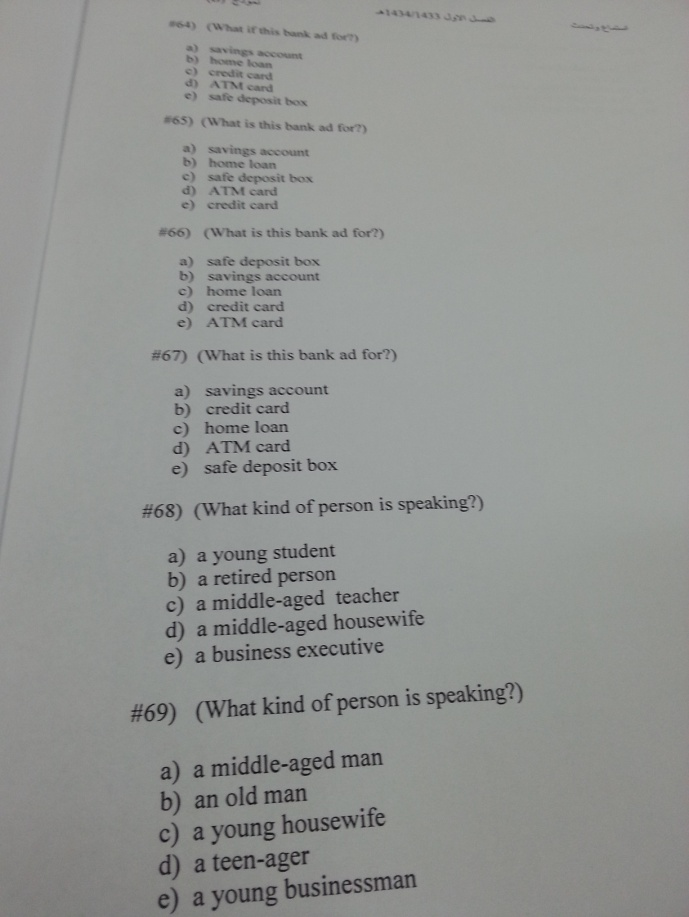 الفصل الاول 1434/1433هـ
#64) (What if this bank ad for?)
a) savings account
b) home loan
c) credit card
d) ATM card
e) safe deposit box
#65) (What is this bank ad for?)
a) savings account
b) home loan
c) safe deposit box
d) ATM card
e) credit card
#66) (What is this bank ad for?)
a) safe deposit box
b) savings account
c) home loan
d) credit card
e) ATM card
#67) (What is this bank ad for?)
a) savings account
b) credit card
c) home loan
d) ATM card
e) safe deposit box
#68) (What kind of person is speaking?)
a) a young student
b) a retired person
c) a middle-aged teacher
d) a middle-aged housewife
e) a business executive
#69) (What kind of person is speaking?)
a) a middle-aged man
b) an old man
c) a young housewife
d) a teen-ager
e) a young businessman